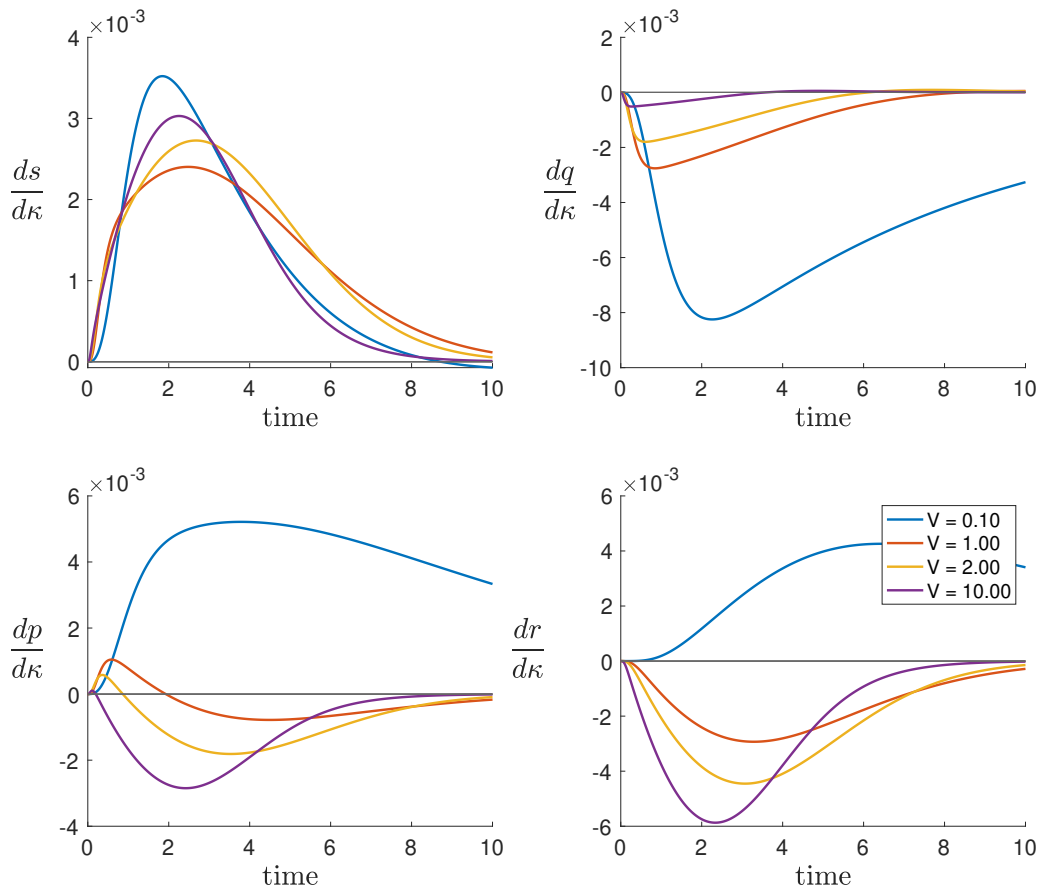 ×10⁻³
4
3
2
1
0
ds/dκ
0 2 4 6 8 10
time
×10⁻³
2
0
-2
-4
-6
-8
-10
dq/dκ
0 2 4 6 8 10
time
×10⁻³
6
4
2
0
-2
-4
dp/dκ
0 2 4 6 8 10
time
×10⁻³
6
4
2
0
-2
-4
-6
dr/dκ
V = 0.10
V = 1.00
V = 2.00
V = 10.00
0 2 4 6 8 10
time